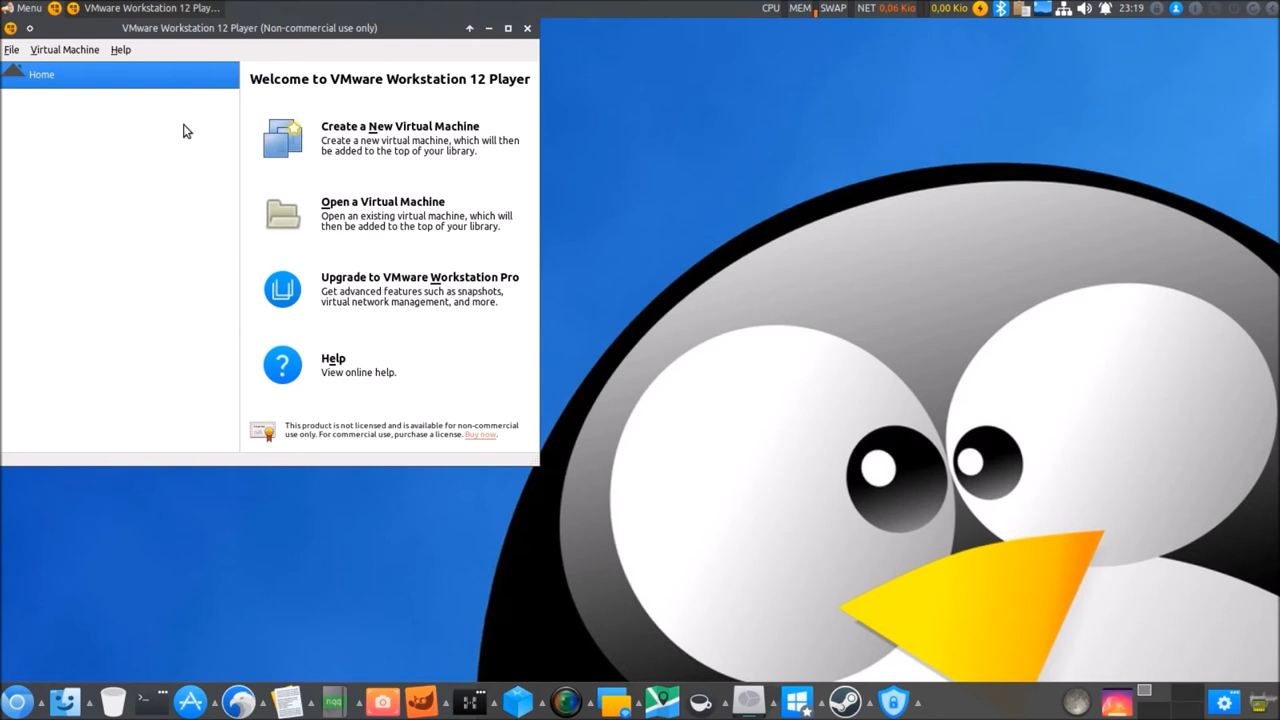 Menu
VMware Workstation 12 Play...
CPU MEM SWAP NET 0,06 Kio 0,00 Kio 23:19
VMware Workstation 12 Player (Non-commercial use only)
File Virtual Machine Help
Home
Welcome to VMware Workstation 12 Player
Create a New Virtual Machine
Create a new virtual machine, which will then
be added to the top of your library.
Open a Virtual Machine
Open an existing virtual machine, which will
then be added to the top of your library.
Upgrade to VMware Workstation Pro
Get advanced features such as snapshots,
virtual network management, and more.
Help
View online help.
This product is not licensed and is available for non-commercial
use only. For commercial use, purchase a license. Buy now.
nqq